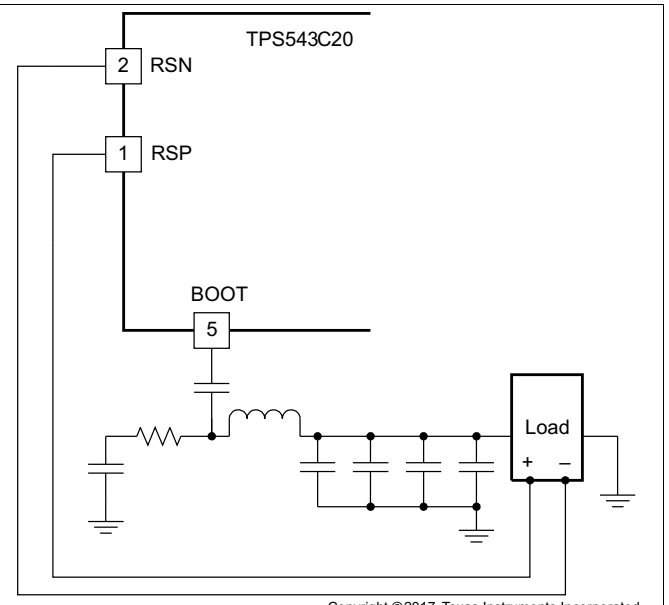 TPS543C20
2 RSN
1 RSP
BOOT
5
Load
+ –
Copyright © 2017, Texas Instruments Incorporated